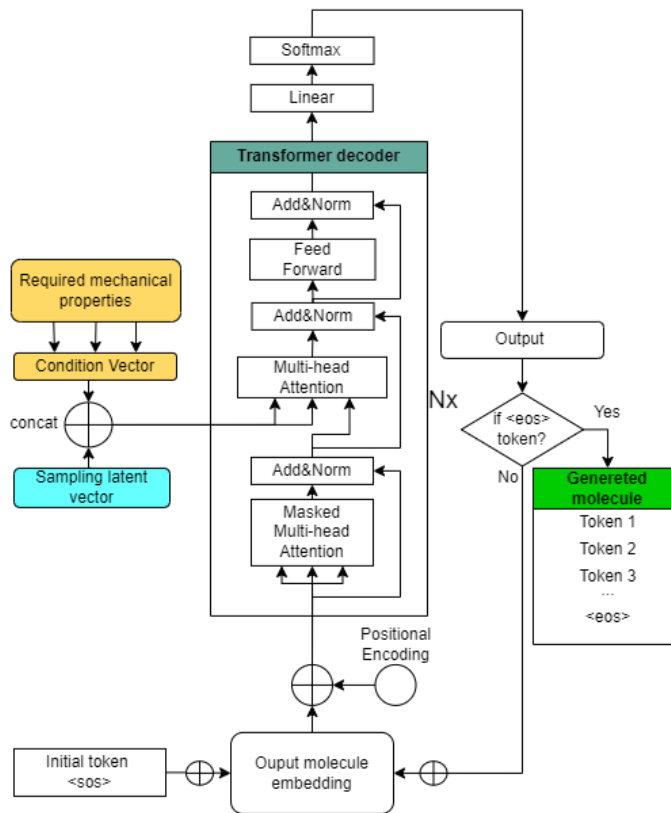 Softmax
Linear
Transformer decoder
Add&Norm
Feed
Forward
Required mechanical
properties
Add&Norm
Output
Condition Vector
Multi-head
Attention
Nx
if <eos>
token?
Yes
concat
No
Sampling latent
vector
Add&Norm
Genereted
molecule
Masked
Multi-head
Attention
Token 1
Token 2
Token 3
...
<eos>
Positional
Encoding
Initial token
<sos>
Ouput molecule
embedding